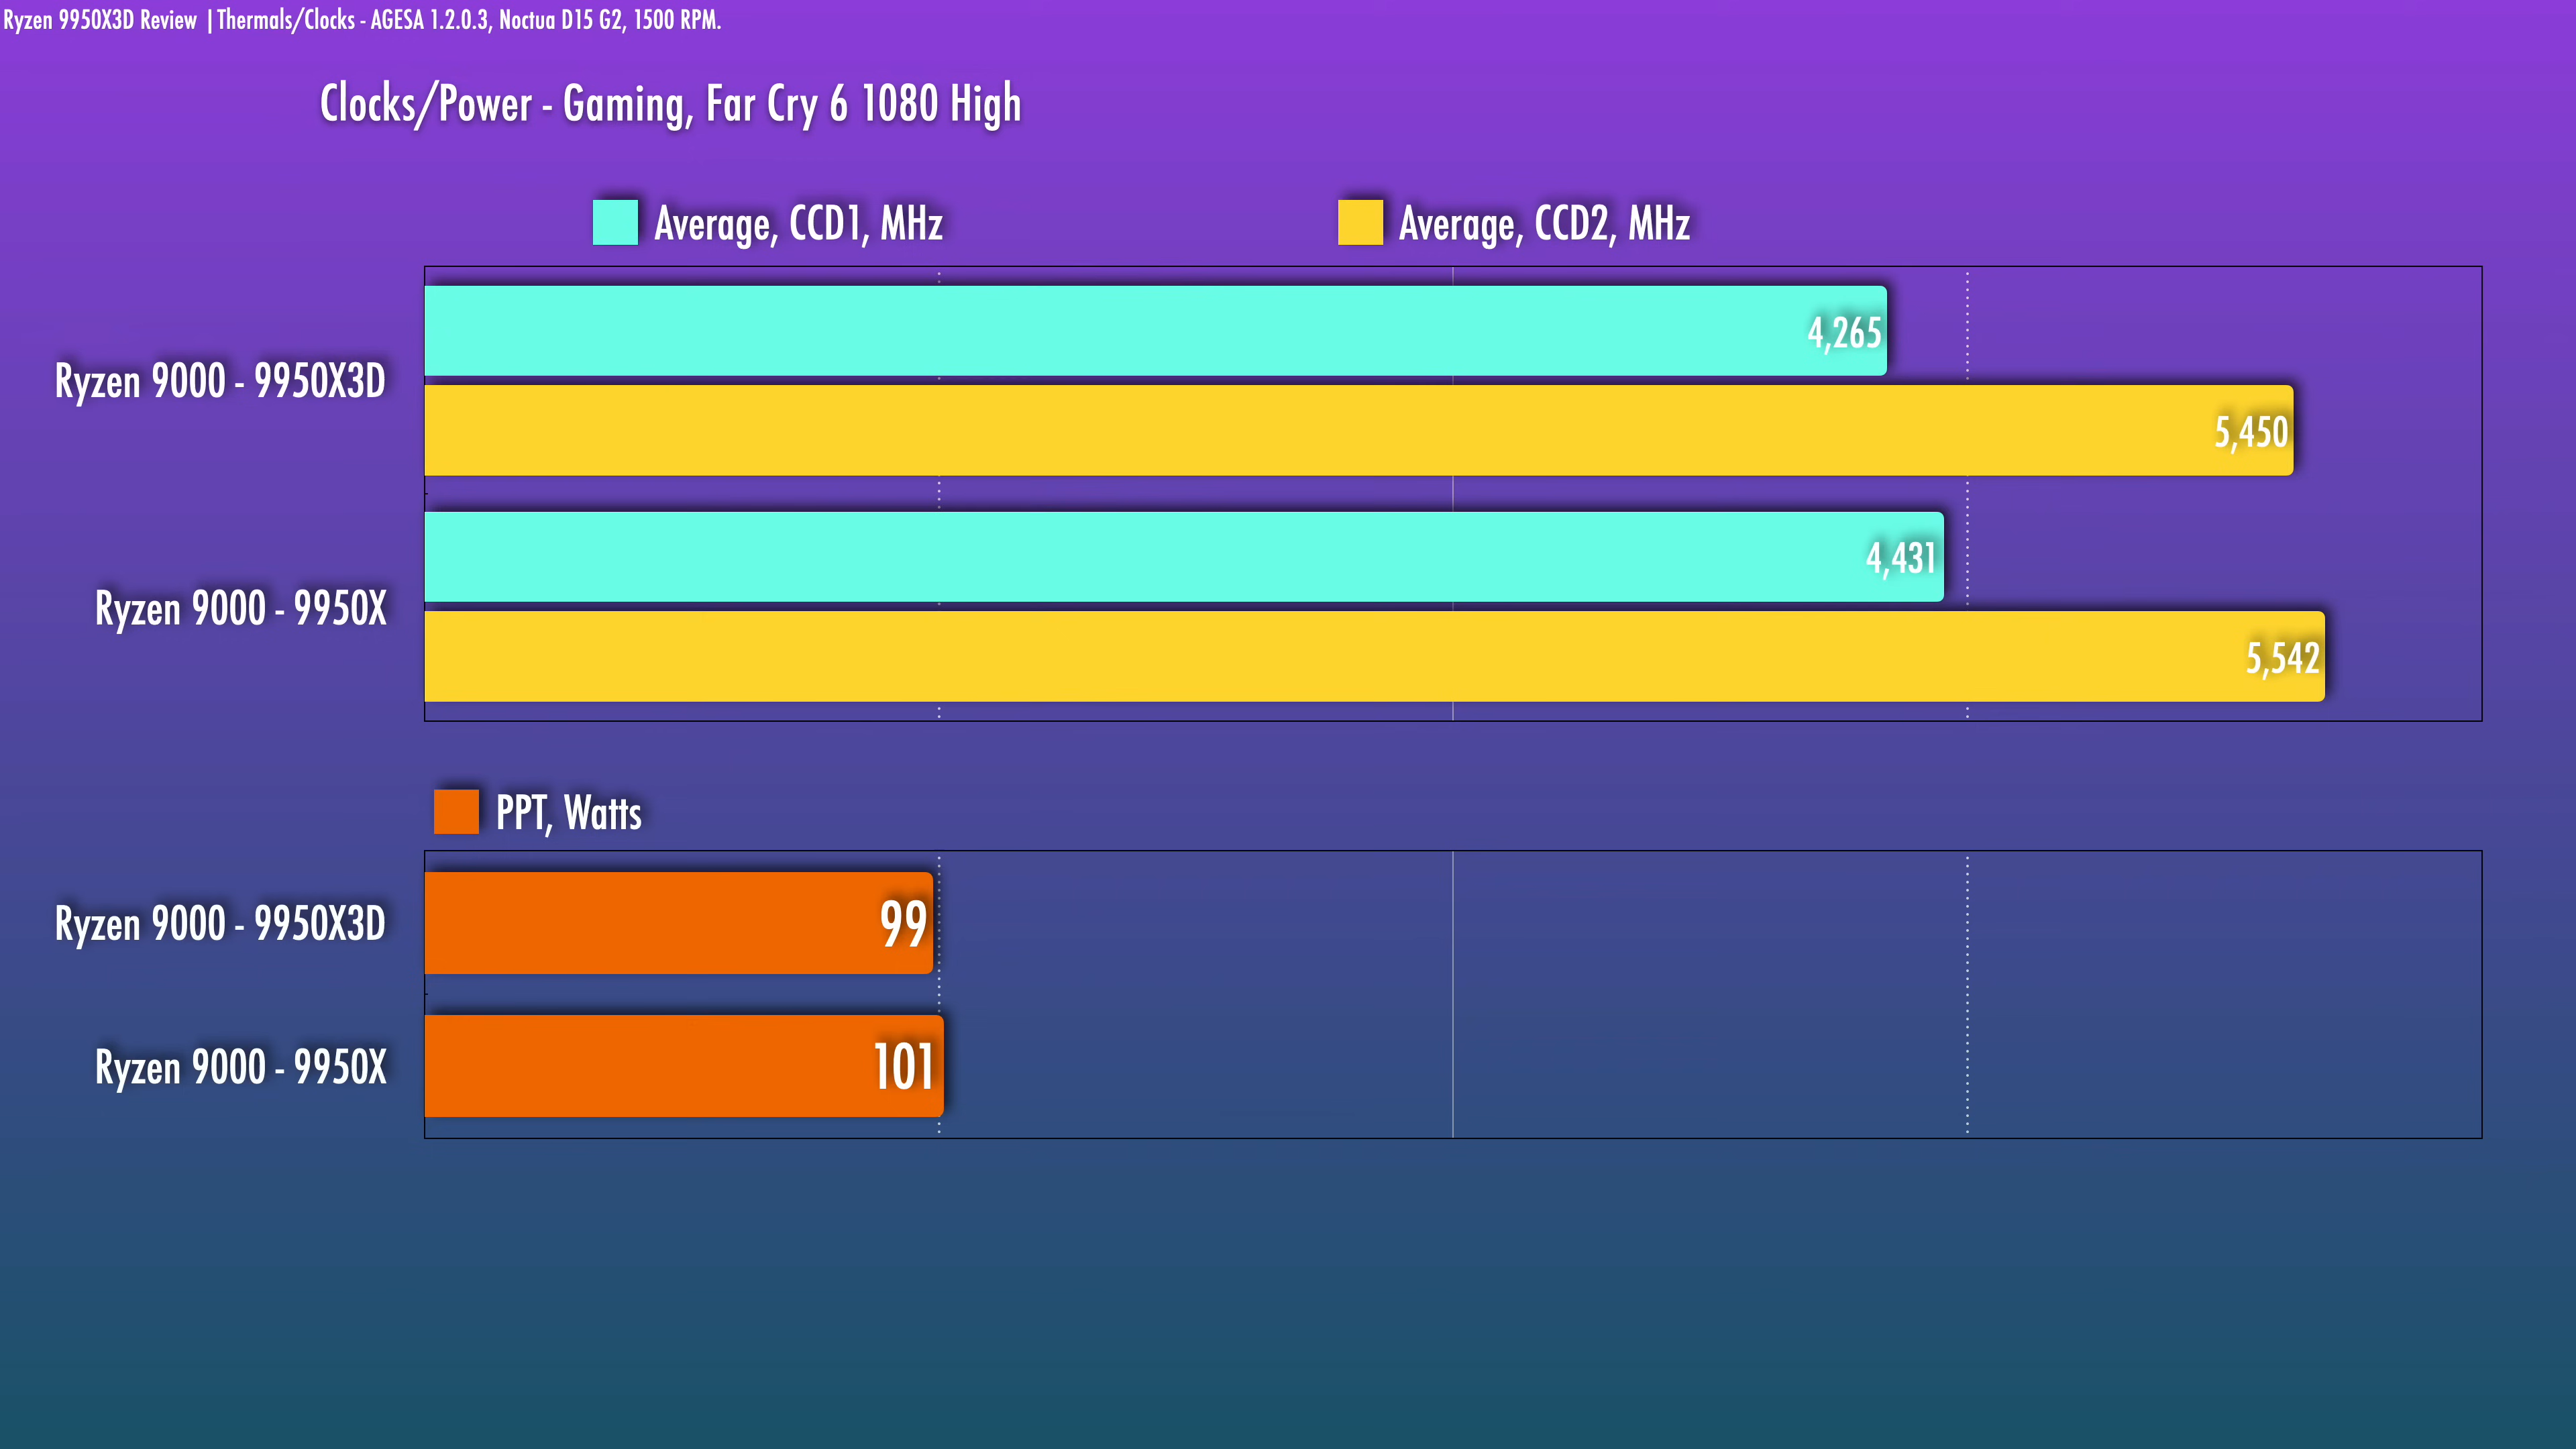 Ryzen 9950X3D Review | Thermals/Clocks - AGESA 1.2.0.3, Noctua D15 G2, 1500 RPM.
Clocks/Power - Gaming, Far Cry 6 1080 High
Average, CCD1, MHz
Average, CCD2, MHz
Ryzen 9000 - 9950X3D
4,265
5,450
Ryzen 9000 - 9950X
4,431
5,542
PPT, Watts
Ryzen 9000 - 9950X3D
99
Ryzen 9000 - 9950X
101